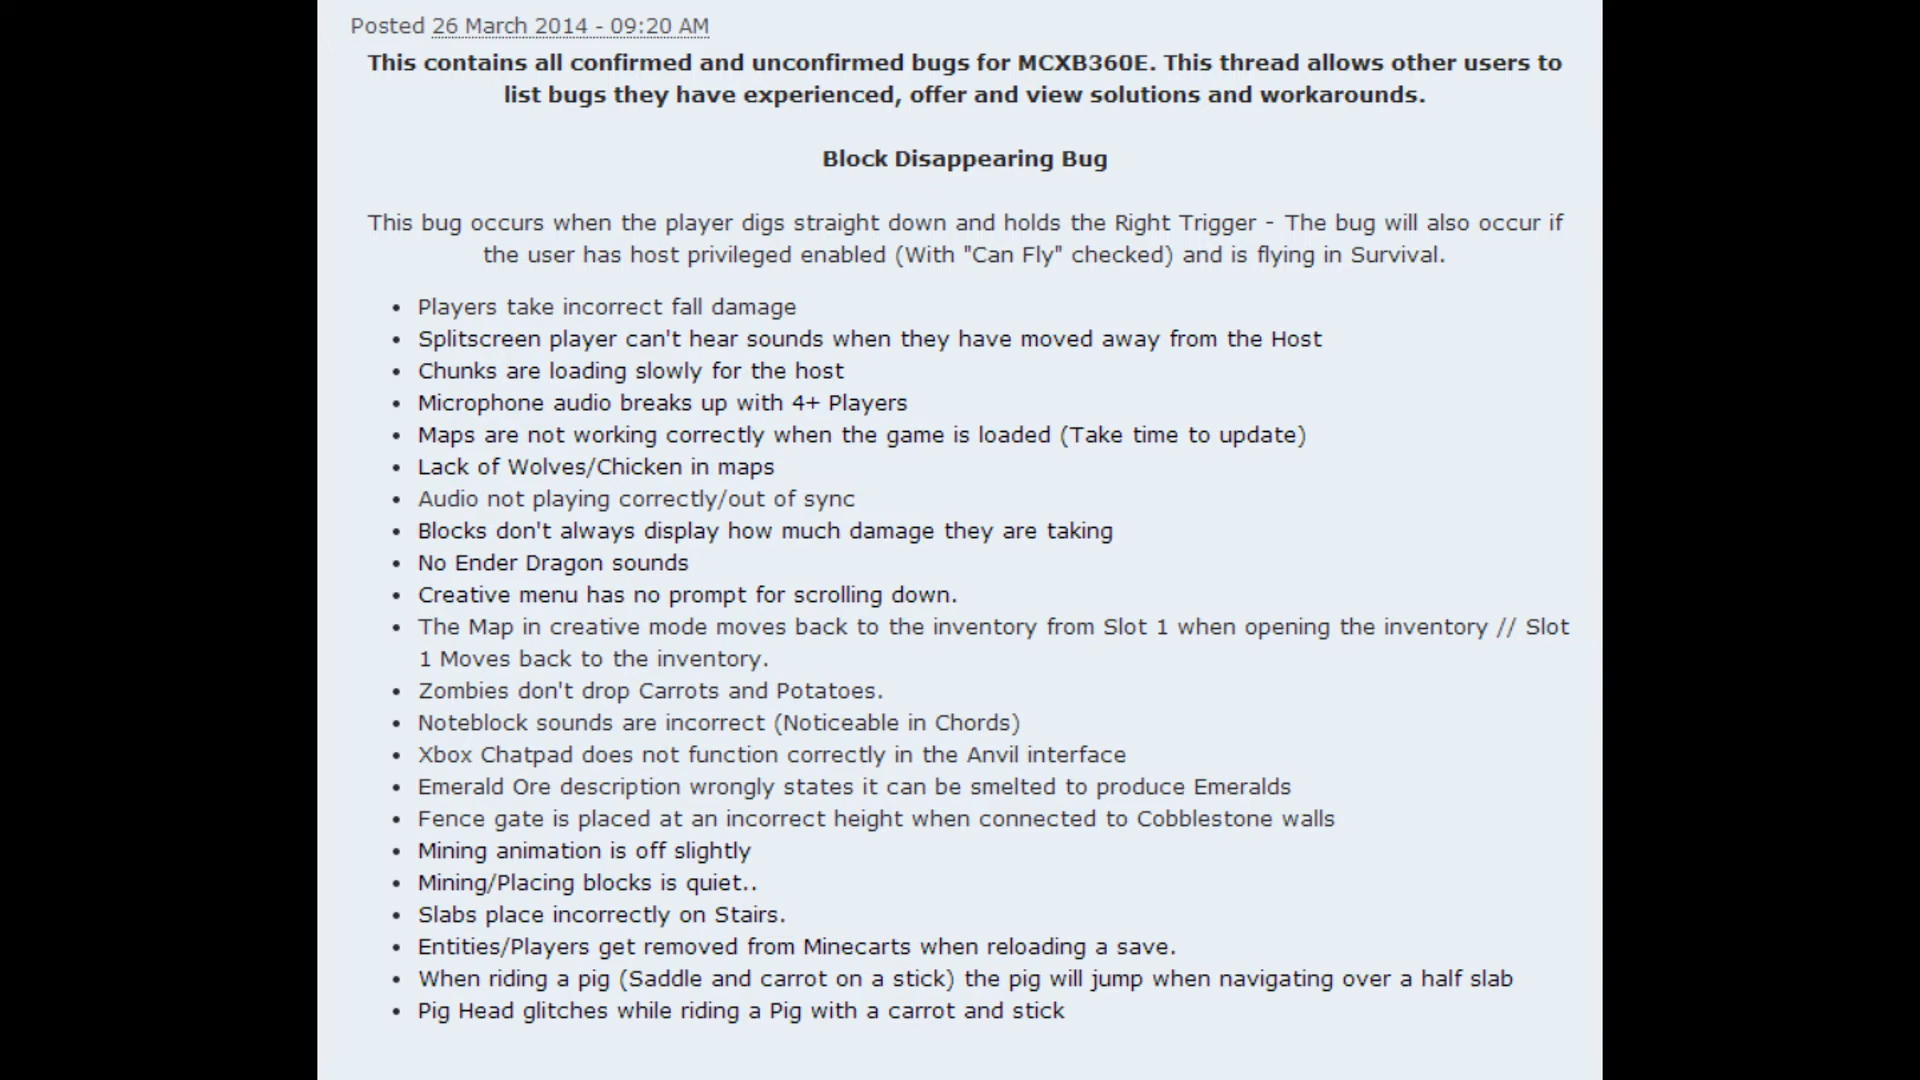 Posted 26 March 2014 - 09:20 AM
This contains all confirmed and unconfirmed bugs for MCXB360E. This thread allows other users to
list bugs they have experienced, offer and view solutions and workarounds.
Block Disappearing Bug
This bug occurs when the player digs straight down and holds the Right Trigger - The bug will also occur if
the user has host privileged enabled (With "Can Fly" checked) and is flying in Survival.
• Players take incorrect fall damage
• Splitscreen player can't hear sounds when they have moved away from the Host
• Chunks are loading slowly for the host
• Microphone audio breaks up with 4+ Players
• Maps are not working correctly when the game is loaded (Take time to update)
• Lack of Wolves/Chicken in maps
• Audio not playing correctly/out of sync
• Blocks don't always display how much damage they are taking
• No Ender Dragon sounds
• Creative menu has no prompt for scrolling down.
• The Map in creative mode moves back to the inventory from Slot 1 when opening the inventory // Slot
1 Moves back to the inventory.
• Zombies don't drop Carrots and Potatoes.
• Noteblock sounds are incorrect (Noticeable in Chords)
• Xbox Chatpad does not function correctly in the Anvil interface
• Emerald Ore description wrongly states it can be smelted to produce Emeralds
• Fence gate is placed at an incorrect height when connected to Cobblestone walls
• Mining animation is off slightly
• Mining/Placing blocks is quiet..
• Slabs place incorrectly on Stairs.
• Entities/Players get removed from Minecarts when reloading a save.
• When riding a pig (Saddle and carrot on a stick) the pig will jump when navigating over a half slab
• Pig Head glitches while riding a Pig with a carrot and stick